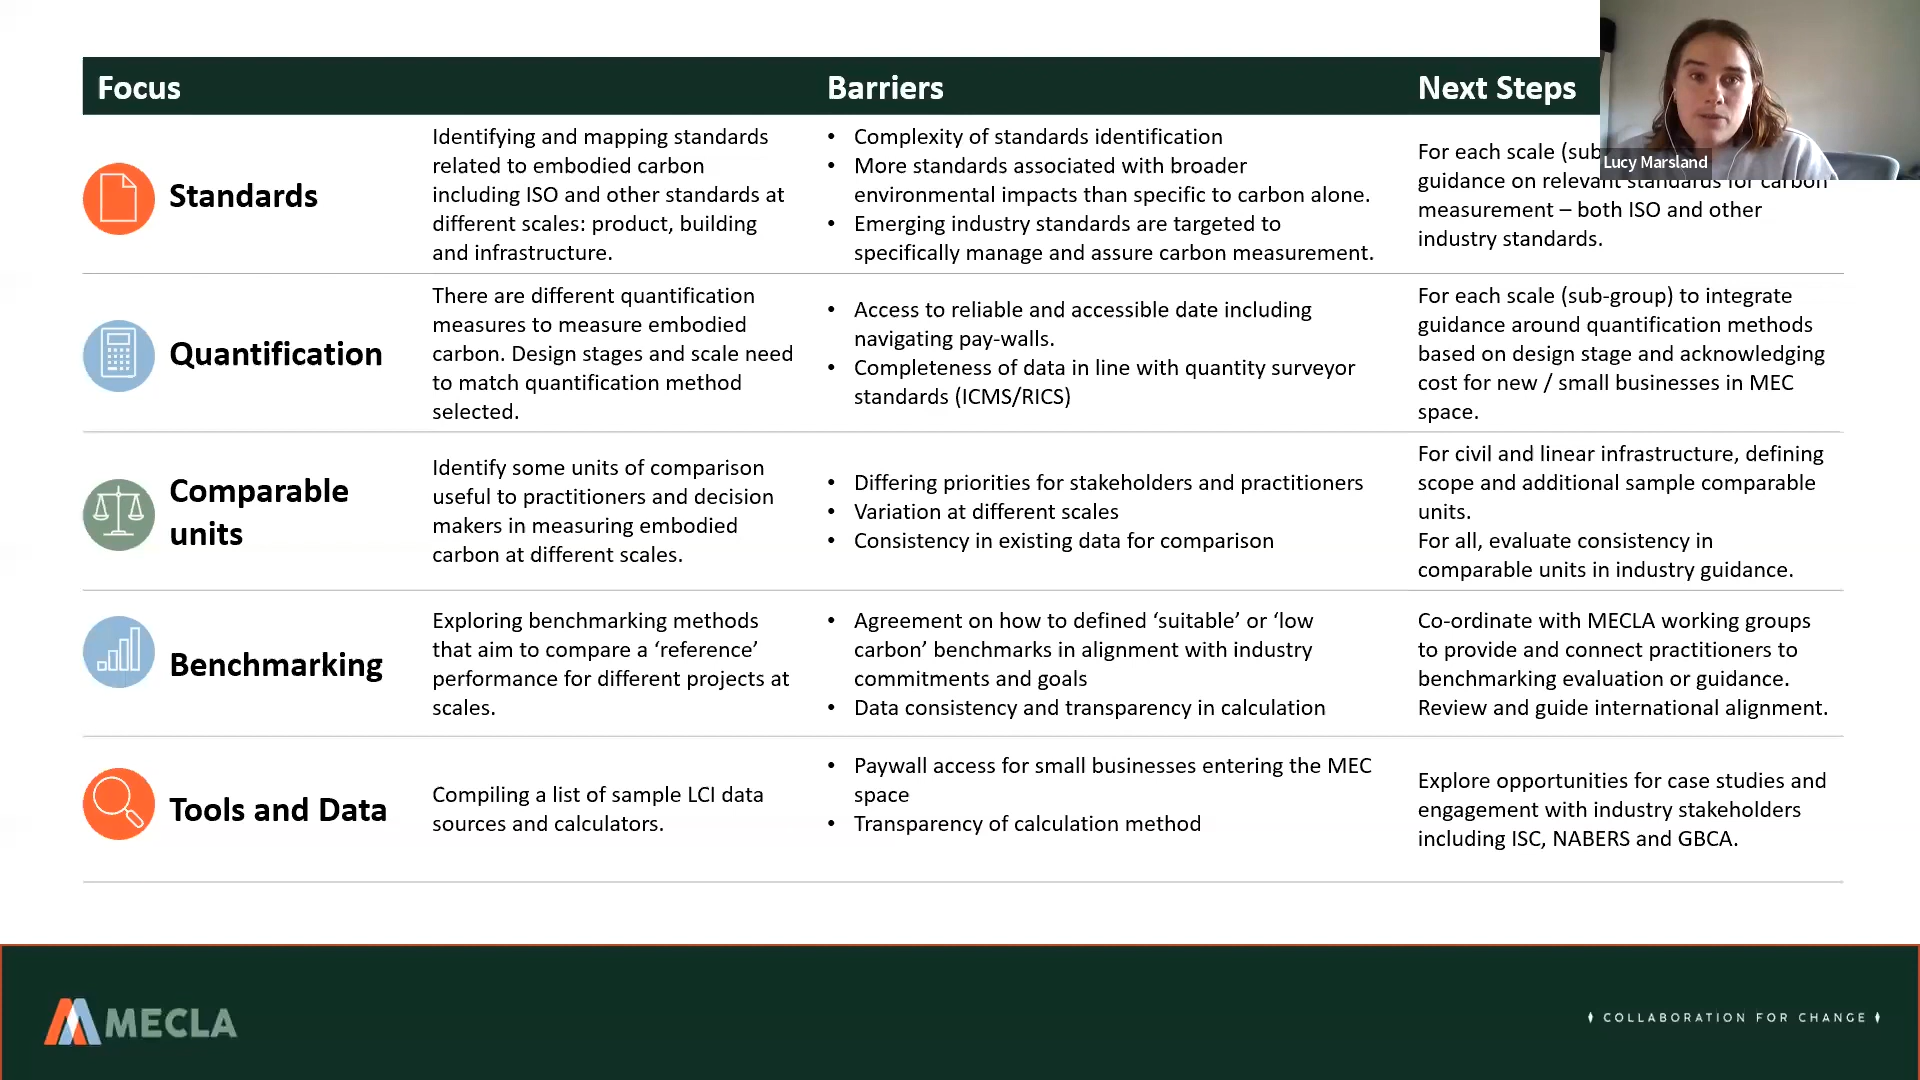 Focus
Barriers
Next Steps
Lucy Marsland
Standards
Identifying and mapping standards
related to embodied carbon
including ISO and other standards at
different scales: product, building
and infrastructure.
• Complexity of standards identification
• More standards associated with broader
environmental impacts than specific to carbon alone.
• Emerging industry standards are targeted to
specifically manage and assure carbon measurement.
For each scale (sub
guidance on relevant standards for carbon
measurement – both ISO and other
industry standards.
Quantification
There are different quantification
measures to measure embodied
carbon. Design stages and scale need
to match quantification method
selected.
• Access to reliable and accessible date including
navigating pay-walls.
• Completeness of data in line with quantity surveyor
standards (ICMS/RICS)
For each scale (sub-group) to integrate
guidance around quantification methods
based on design stage and acknowledging
cost for new / small businesses in MEC
space.
Comparable
units
Identify some units of comparison
useful to practitioners and decision
makers in measuring embodied
carbon at different scales.
• Differing priorities for stakeholders and practitioners
• Variation at different scales
• Consistency in existing data for comparison
For civil and linear infrastructure, defining
scope and additional sample comparable
units.
For all, evaluate consistency in
comparable units in industry guidance.
Benchmarking
Exploring benchmarking methods
that aim to compare a ‘reference’
performance for different projects at
scales.
• Agreement on how to defined ‘suitable’ or ‘low
carbon’ benchmarks in alignment with industry
commitments and goals
• Data consistency and transparency in calculation
Co-ordinate with MECLA working groups
to provide and connect practitioners to
benchmarking evaluation or guidance.
Review and guide international alignment.
Tools and Data
Compiling a list of sample LCI data
sources and calculators.
• Paywall access for small businesses entering the MEC
space
• Transparency of calculation method
Explore opportunities for case studies and
engagement with industry stakeholders
including ISC, NABERS and GBCA.
MECLA
COLLABORATION FOR CHANGE